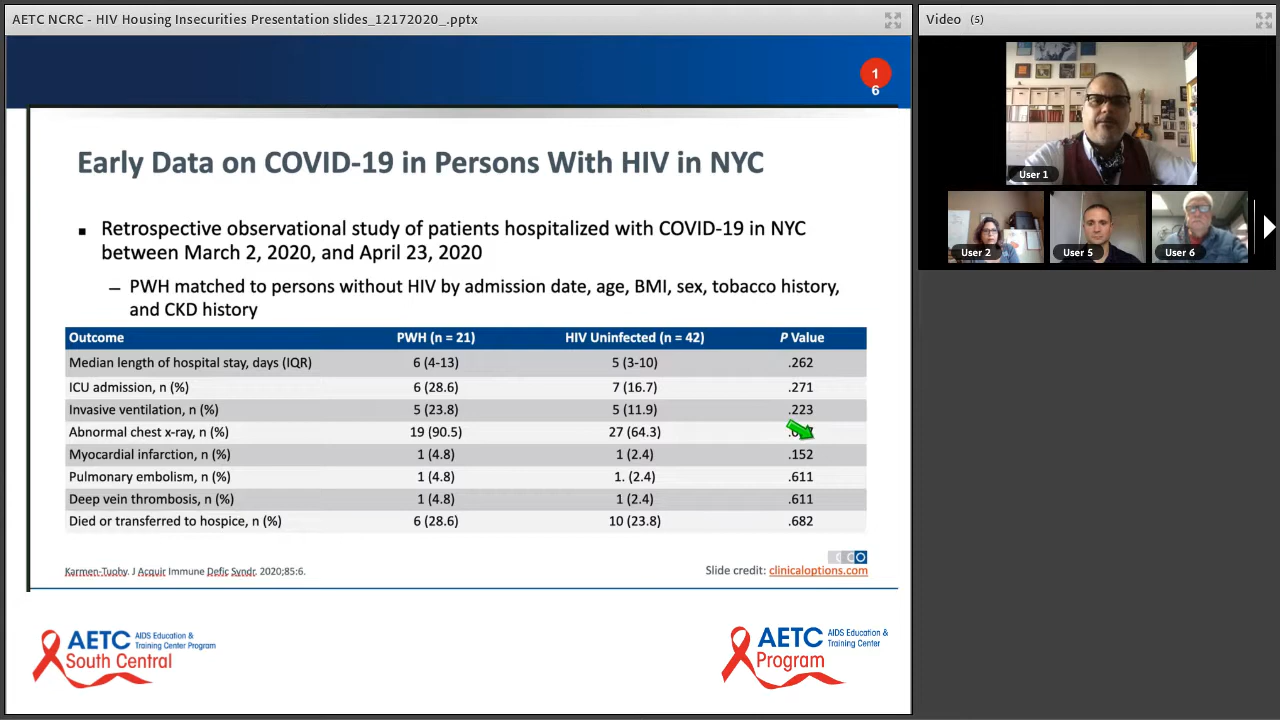 AETC NCRC - HIV Housing Insecurities Presentation slides_12172020_.pptx
Video (5)
1
6
User 1
User 2
User 5
User 6
Early Data on COVID-19 in Persons With HIV in NYC
▪ Retrospective observational study of patients hospitalized with COVID-19 in NYC
between March 2, 2020, and April 23, 2020
– PWH matched to persons without HIV by admission date, age, BMI, sex, tobacco history,
and CKD history
Outcome PWH (n = 21) HIV Uninfected (n = 42) P Value
Median length of hospital stay, days (IQR) 6 (4-13) 5 (3-10) .262
ICU admission, n (%) 6 (28.6) 7 (16.7) .271
Invasive ventilation, n (%) 5 (23.8) 5 (11.9) .223
Abnormal chest x-ray, n (%) 19 (90.5) 27 (64.3)
Myocardial infarction, n (%) 1 (4.8) 1 (2.4) .152
Pulmonary embolism, n (%) 1 (4.8) 1. (2.4) .611
Deep vein thrombosis, n (%) 1 (4.8) 1 (2.4) .611
Died or transferred to hospice, n (%) 6 (28.6) 10 (23.8) .682
CCO
Karmen-Tuohy. J Acquir Immune Defic Syndr. 2020;85:6.
Slide credit: clinicaloptions.com
AETC AIDS Education &
Training Center Program
South Central
AETC AIDS Education &
Training Center
Program